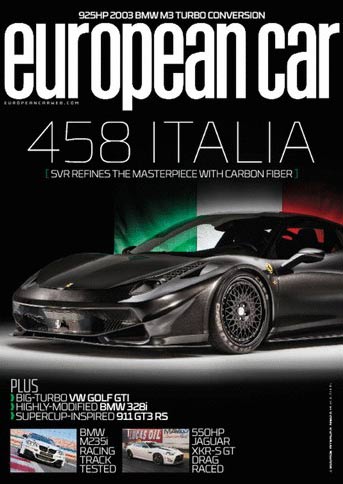 925HP 2003 BMW M3 TURBO CONVERSION
european car
EUROPEANCARWEB.COM
458 ITALIA
[ SVR REFINES THE MASTERPIECE WITH CARBON FIBER ]
PLUS
BIG-TURBO VW GOLF GTI
HIGHLY-MODIFIED BMW 328i
SUPERCUP-INSPIRED 911 GT3 RS
BMW
M235i
RACING
TRACK
TESTED
LUCAS OIL
550HP
JAGUAR
XKR-S GT
DRAG
RACED